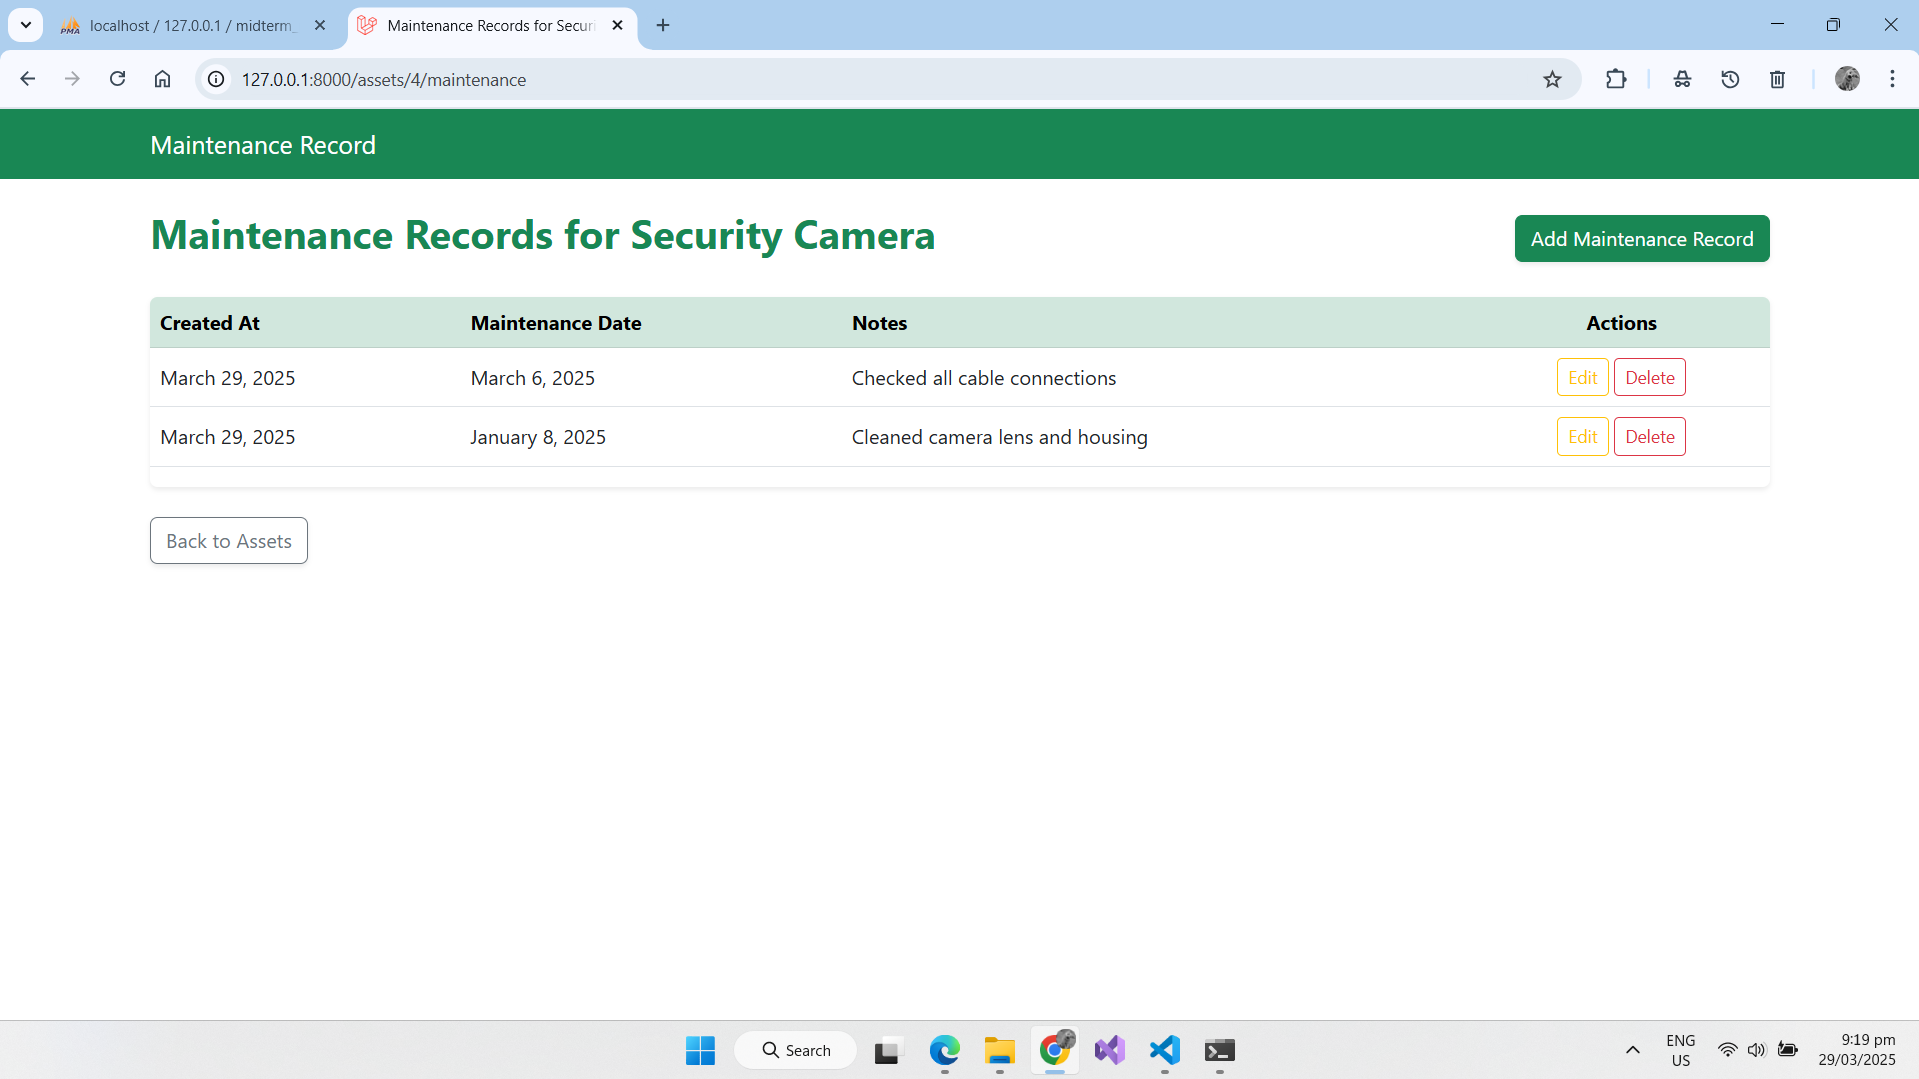 localhost / 127.0.0.1 / midterm_
Maintenance Records for Securi
127.0.0.1:8000/assets/4/maintenance
Maintenance Record
Maintenance Records for Security Camera
Add Maintenance Record
Created At Maintenance Date Notes Actions
March 29, 2025 March 6, 2025 Checked all cable connections Edit Delete
March 29, 2025 January 8, 2025 Cleaned camera lens and housing Edit Delete
Back to Assets
Search
ENG
US
9:19 pm
29/03/2025